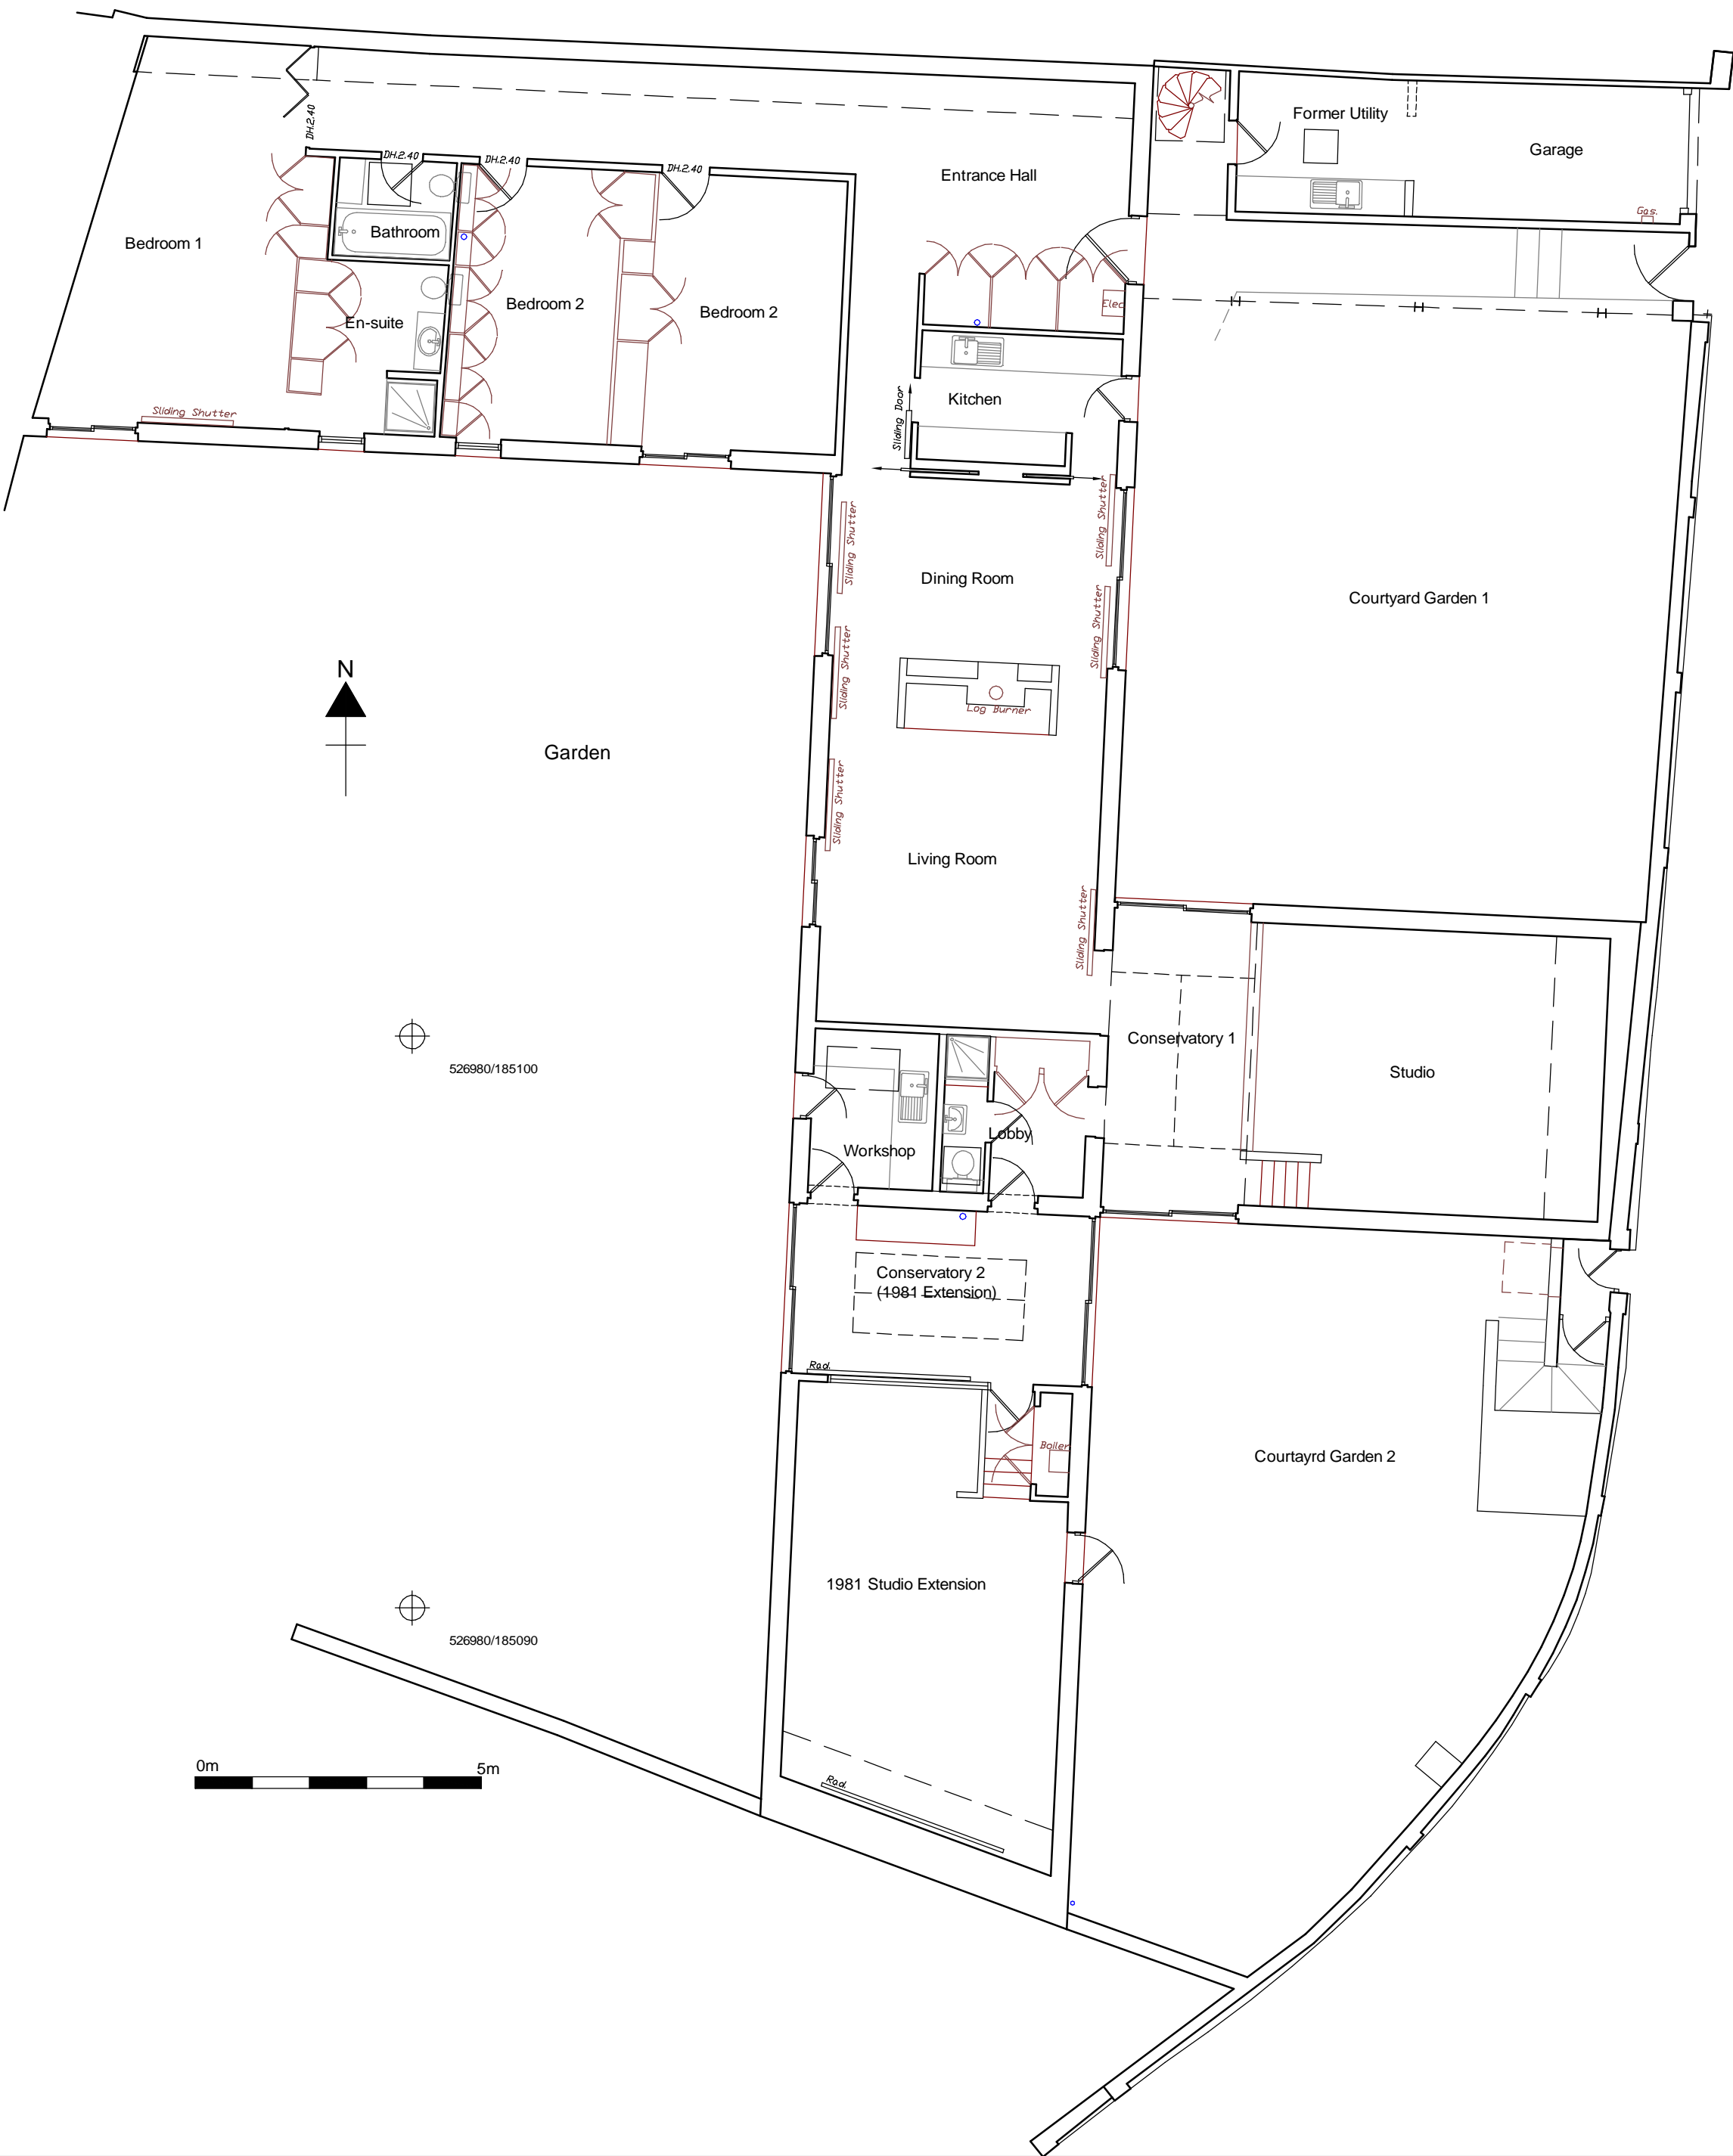 Former Utility
Garage
DH.2.40
DH.2.40
DH.2.40
DH.2.40
Entrance Hall
Gas.
Bathroom
Bedroom 1
Elec
Bedroom 2
Bedroom 2
En-suite
Kitchen
Sliding Door
Sliding Shutter
Sliding Shutter
Sliding Shutter
Dining Room
Courtyard Garden 1
Sliding Shutter
Sliding Shutter
N
Log Burner
Garden
Sliding Shutter
Living Room
Sliding Shutter
Conservatory 1
526980/185100
Studio
Lobby
Workshop
Conservatory 2
(1981 Extension)
Rad.
Boiler
Courtayrd Garden 2
1981 Studio Extension
526980/185090
0m
5m
Rad.